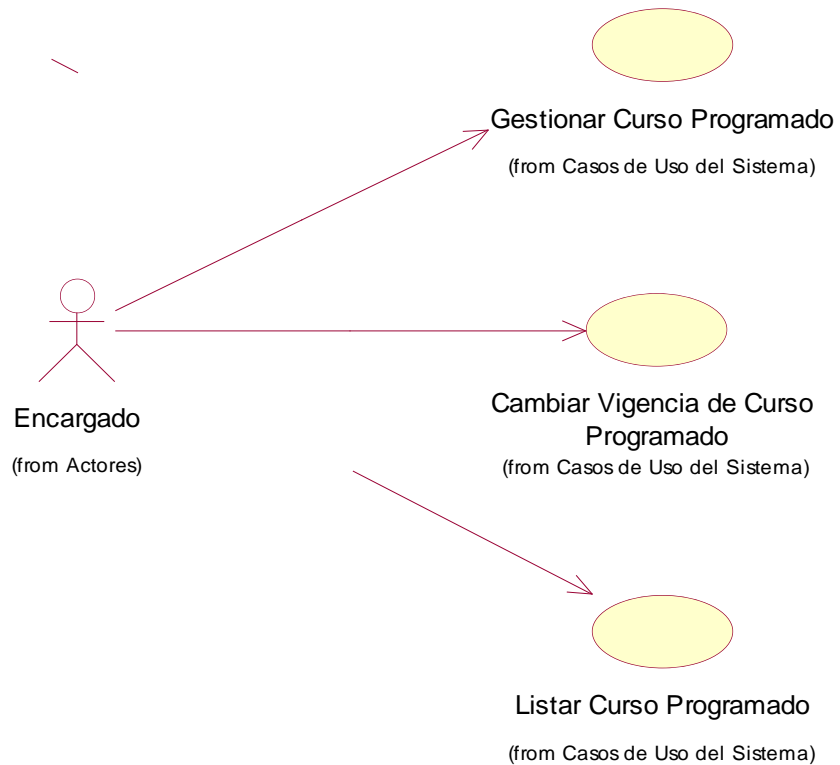 Gestionar Curso Programado
(from Casos de Uso del Sistema)
Encargado
(from Actores)
Cambiar Vigencia de Curso
Programado
(from Casos de Uso del Sistema)
Listar Curso Programado
(from Casos de Uso del Sistema)